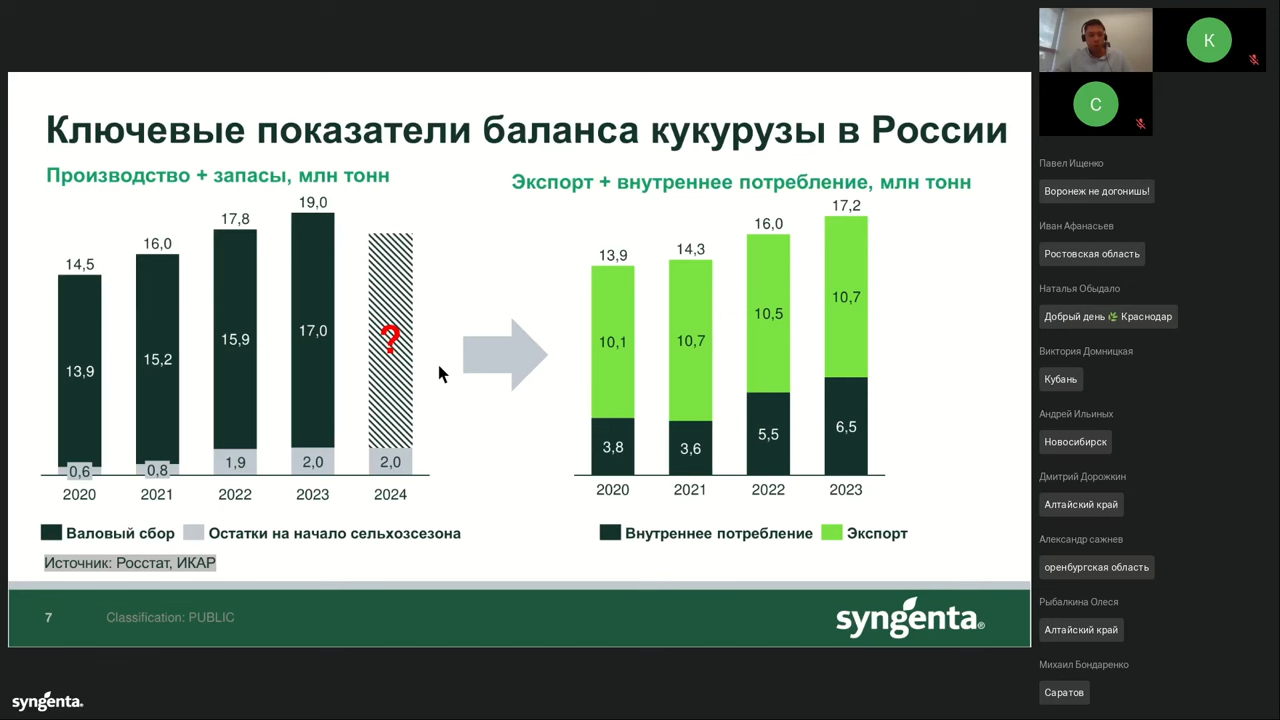 Ключевые показатели баланса кукурузы в России
Производство + запасы, млн тонн
14,5
16,0
17,8
19,0
13,9
15,2
15,9
17,0
?
0,6
0,8
1,9
2,0
2,0
2020
2021
2022
2023
2024
Валовый сбор
Остатки на начало сельхозсезона
Источник: Росстат, ИКАР
Экспорт + внутреннее потребление, млн тонн
13,9
14,3
16,0
17,2
10,1
10,7
10,5
10,7
3,8
3,6
5,5
6,5
2020
2021
2022
2023
Внутреннее потребление
Экспорт
7
Classification: PUBLIC
syngenta®
syngenta.
К
С
Павел Ищенко
Воронеж не догонишь!
Иван Афанасьев
Ростовская область
Наталья Обыдало
Добрый день 🌿 Краснодар
Виктория Домницкая
Кубань
Андрей Ильиных
Новосибирск
Дмитрий Дорожкин
Алтайский край
Александр сажнев
оренбургская область
Рыбалкина Олеся
Алтайский край
Михаил Бондаренко
Саратов